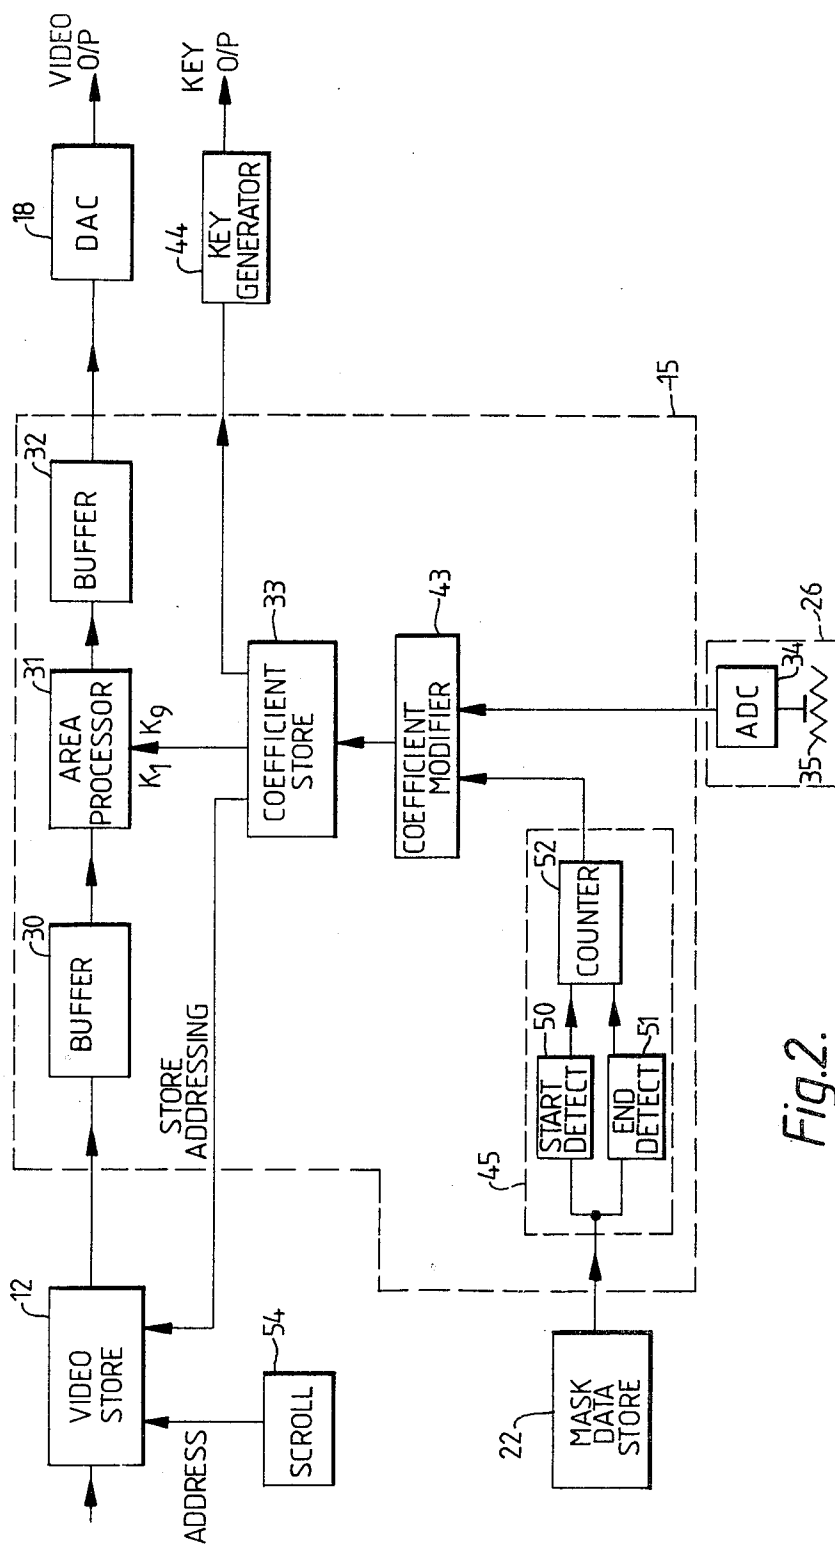 VIDEO
O/P
KEY
O/P
18
DAC
44
KEY
GENERATOR
15
32
BUFFER
31
AREA
PROCESSOR
K1 K9
30
BUFFER
33
COEFFICIENT
STORE
43
COEFFICIENT
MODIFIER
26
34
ADC
35
STORE
ADDRESSING
45
52
COUNTER
50
START
DETECT
51
END
DETECT
12
VIDEO
STORE
ADDRESS
54
SCROLL
22
MASK
DATA
STORE
Fig.2.